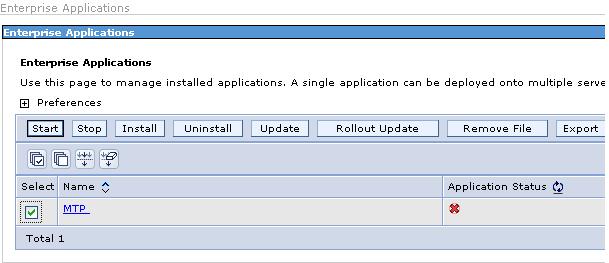 Enterprise Applications
Enterprise Applications
Enterprise Applications
Use this page to manage installed applications. A single application can be deployed onto multiple serve
Preferences
Start Stop Install Uninstall Update Rollout Update Remove File Export
Select Name Application Status
MTP
Total 1